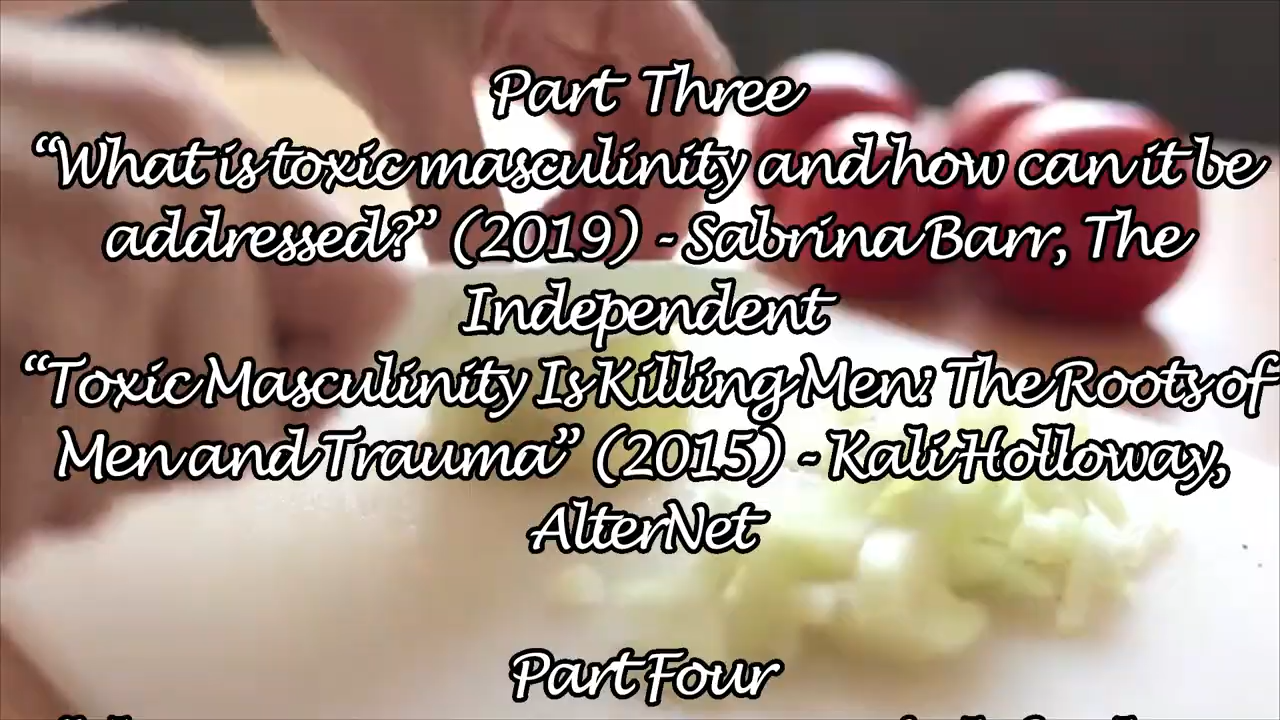 Part Three
“What is toxic masculinity and how can it be
addressed?” (2019) - Sabrina Barr, The
Independent
“Toxic Masculinity Is Killing Men: The Roots of
Men and Trauma” (2015) - Kali Holloway,
AlterNet
Part Four